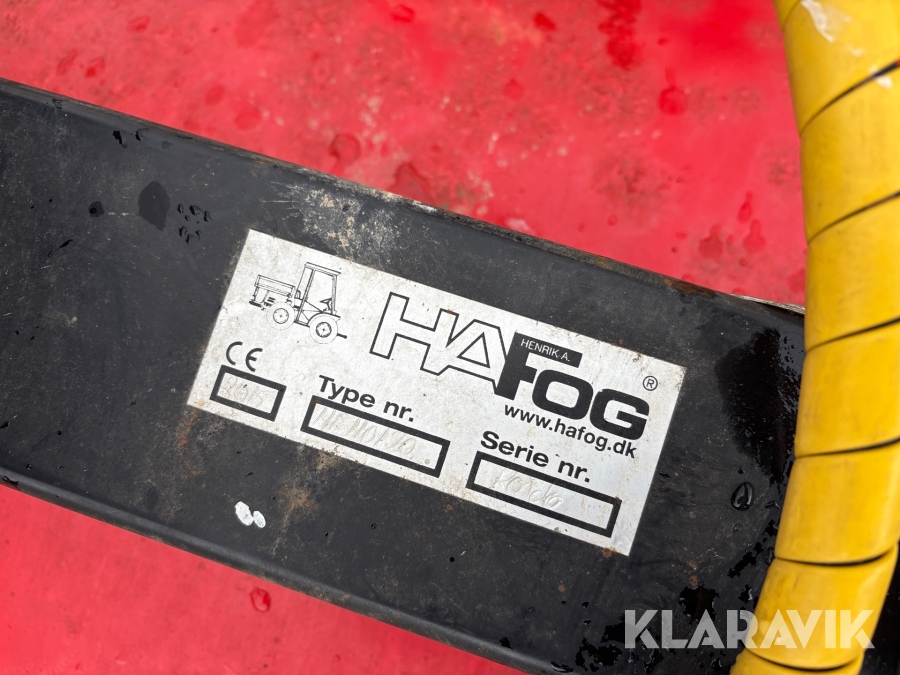 HAFOG
HENRIK A.
®
www.hafog.dk
CE
Type nr.
Serie nr.
KLARAVIK